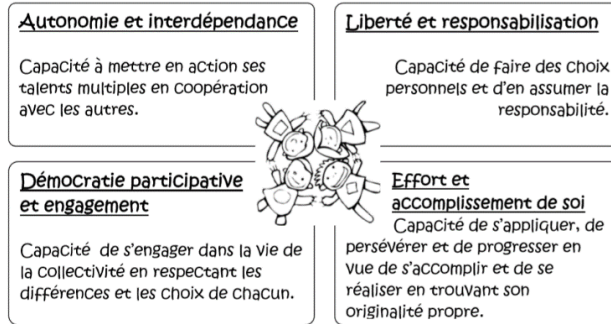 Autonomie et interdépendance
Capacité à mettre en action ses
talents multiples en coopération
avec les autres.
Liberté et responsabilisation
Capacité de faire des choix
personnels et d'en assumer la
responsabilité.
Démocratie participative
et engagement
Capacité de s'engager dans la vie de
la collectivité en respectant les
différences et les choix de chacun.
Effort et
accomplissement de soi
Capacité de s'appliquer, de
persévérer et de progresser en
vue de s'accomplir et de se
réaliser en trouvant son
originalité propre.